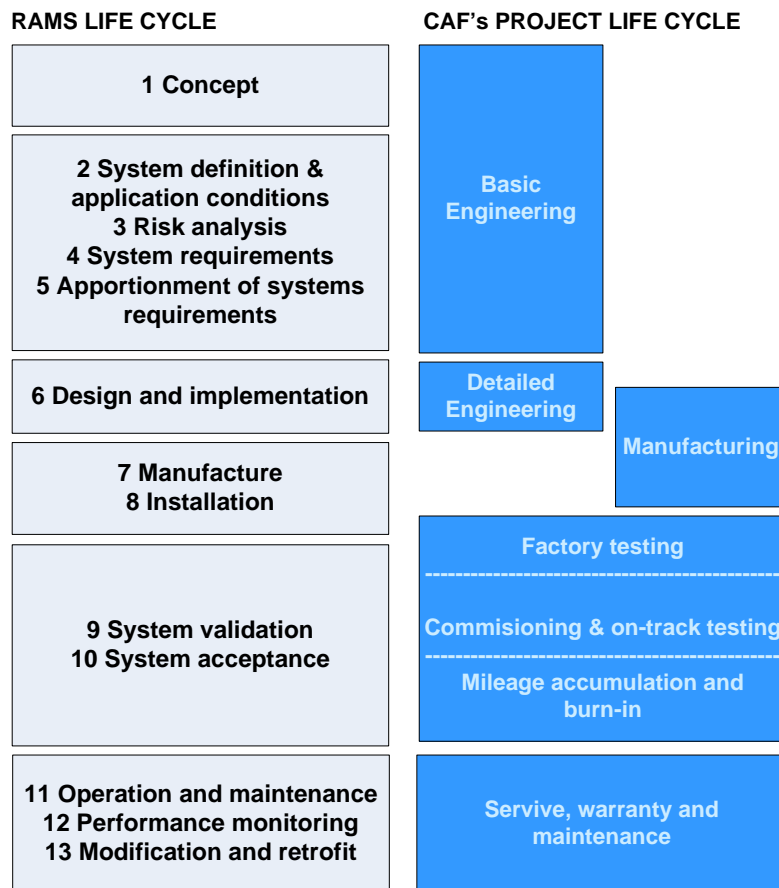 RAMS LIFE CYCLE
CAF's PROJECT LIFE CYCLE
1 Concept
2 System definition &
application conditions
3 Risk analysis
4 System requirements
5 Apportionment of systems
requirements
6 Design and implementation
7 Manufacture
8 Installation
9 System validation
10 System acceptance
11 Operation and maintenance
12 Performance monitoring
13 Modification and retrofit
Basic
Engineering
Detailed
Engineering
Manufacturing
Factory testing
Commisioning & on-track testing
Mileage accumulation and
burn-in
Servive, warranty and
maintenance